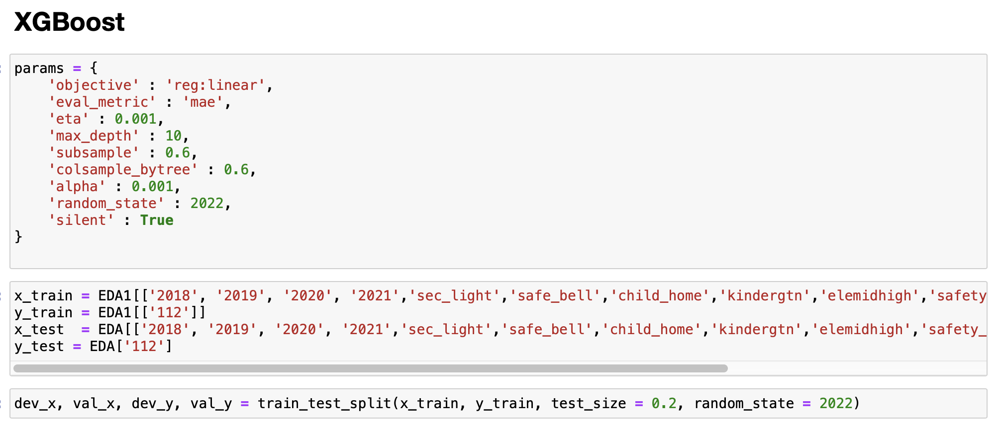 XGBoost
params = {
    'objective' : 'reg:linear',
    'eval_metric' : 'mae',
    'eta' : 0.001,
    'max_depth' : 10,
    'subsample' : 0.6,
    'colsample_bytree' : 0.6,
    'alpha' : 0.001,
    'random_state' : 2022,
    'silent' : True
}
x_train = EDA1[['2018', '2019', '2020', '2021','sec_light','safe_bell','child_home','kindergtn','elemidhigh','safety
y_train = EDA1[['112']]
x_test  = EDA[['2018', '2019', '2020', '2021','sec_light','safe_bell','child_home','kindergtn','elemidhigh','safety_
y_test = EDA['112']
dev_x, val_x, dev_y, val_y = train_test_split(x_train, y_train, test_size = 0.2, random_state = 2022)